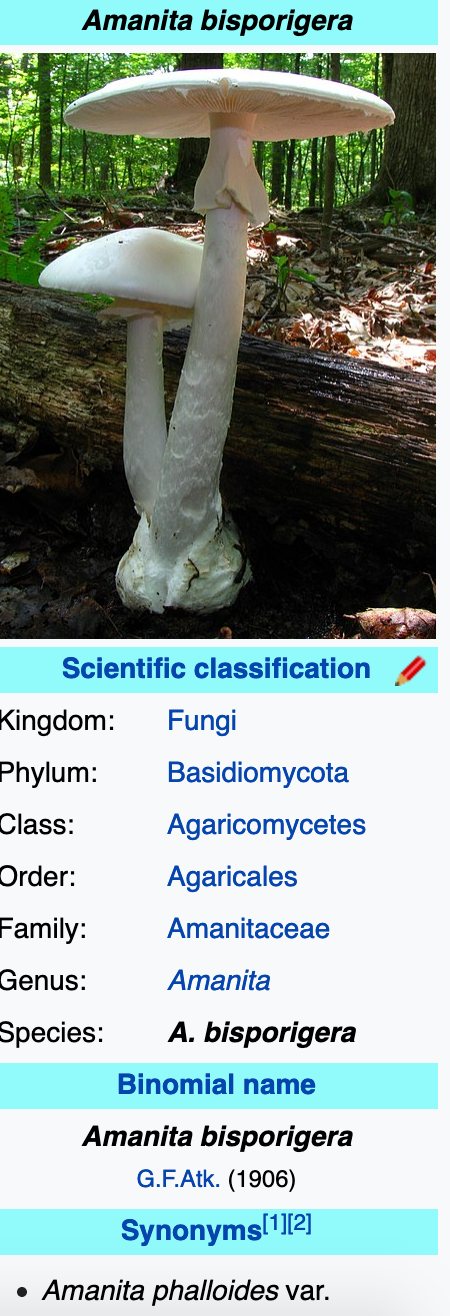 Amanita bisporigera
Scientific classification
Kingdom: Fungi
Phylum: Basidiomycota
Class: Agaricomycetes
Order: Agaricales
Family: Amanitaceae
Genus: Amanita
Species: A. bisporigera
Binomial name
Amanita bisporigera
G.F.Atk. (1906)
Synonyms[1][2]
• Amanita phalloides var.